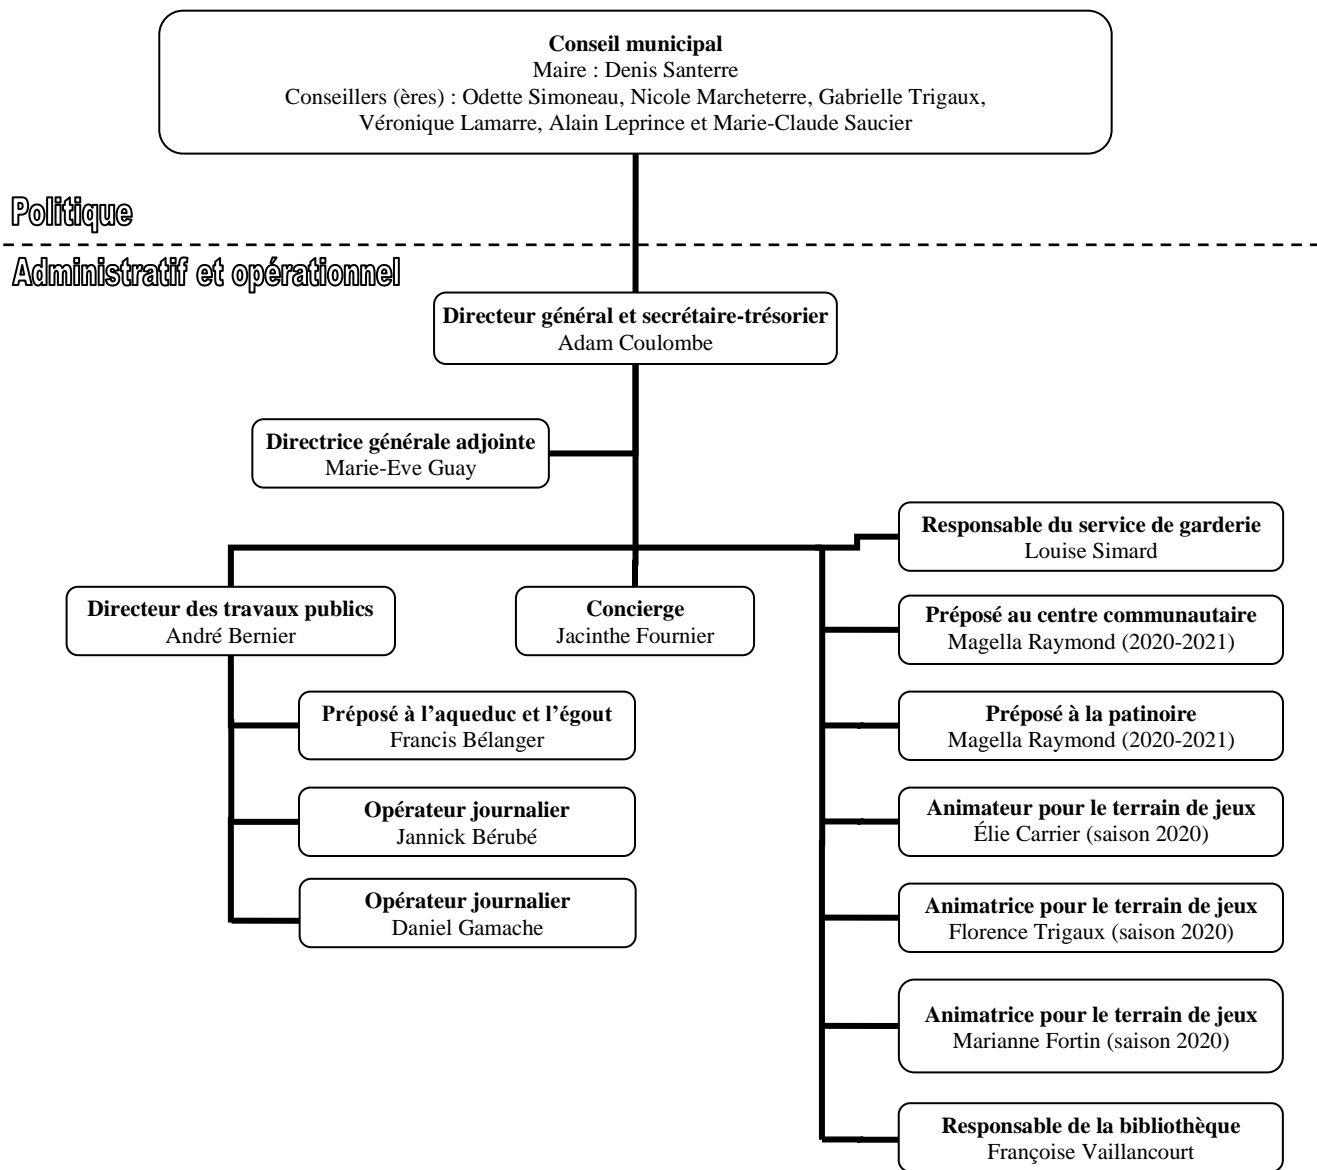 Conseil municipal
Maire : Denis Santerre
Conseillers (ères) : Odette Simoneau, Nicole Marcheterre, Gabrielle Trigaux,
Véronique Lamarre, Alain Leprince et Marie-Claude Saucier
Politique
Administratif et opérationnel
Directeur général et secrétaire-trésorier
Adam Coulombe
Directrice générale adjointe
Marie-Eve Guay
Directeur des travaux publics
André Bernier
Préposé à l’aqueduc et l’égout
Francis Bélanger
Opérateur journalier
Jannick Bérubé
Opérateur journalier
Daniel Gamache
Concierge
Jacinthe Fournier
Responsable du service de garderie
Louise Simard
Préposé au centre communautaire
Magella Raymond (2020-2021)
Préposé à la patinoire
Magella Raymond (2020-2021)
Animateur pour le terrain de jeux
Élie Carrier (saison 2020)
Animatrice pour le terrain de jeux
Florence Trigaux (saison 2020)
Animatrice pour le terrain de jeux
Marianne Fortin (saison 2020)
Responsable de la bibliothèque
Françoise Vaillancourt